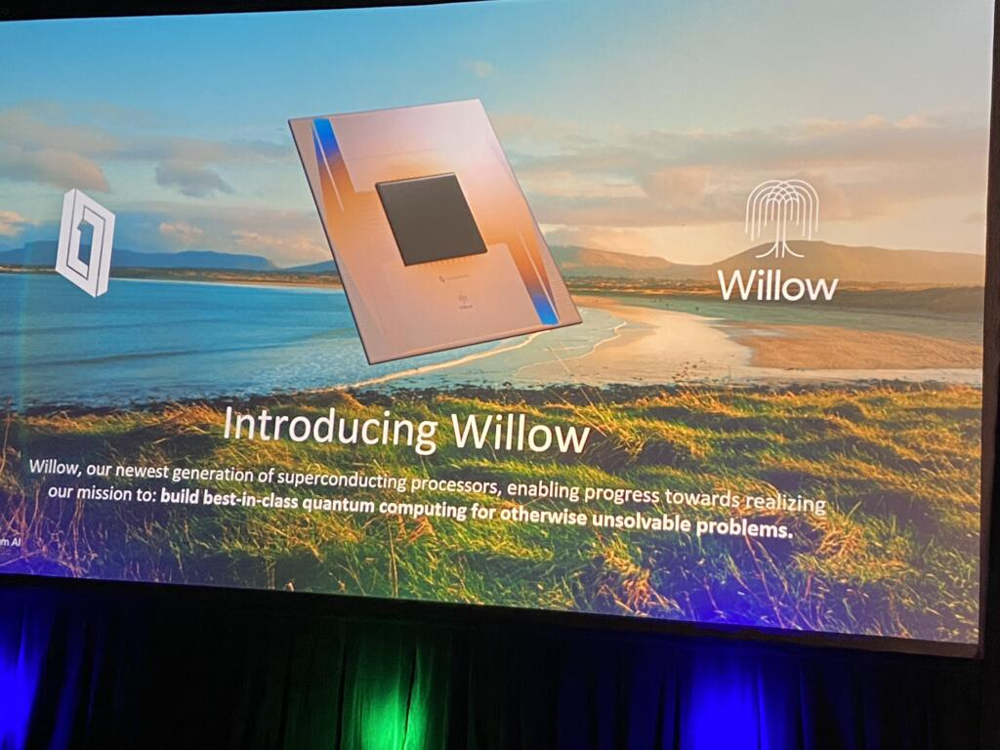 Willow
Introducing Willow
Willow, our newest generation of superconducting processors, enabling progress towards realizing
our mission to: build best-in-class quantum computing for otherwise unsolvable problems.
m AI